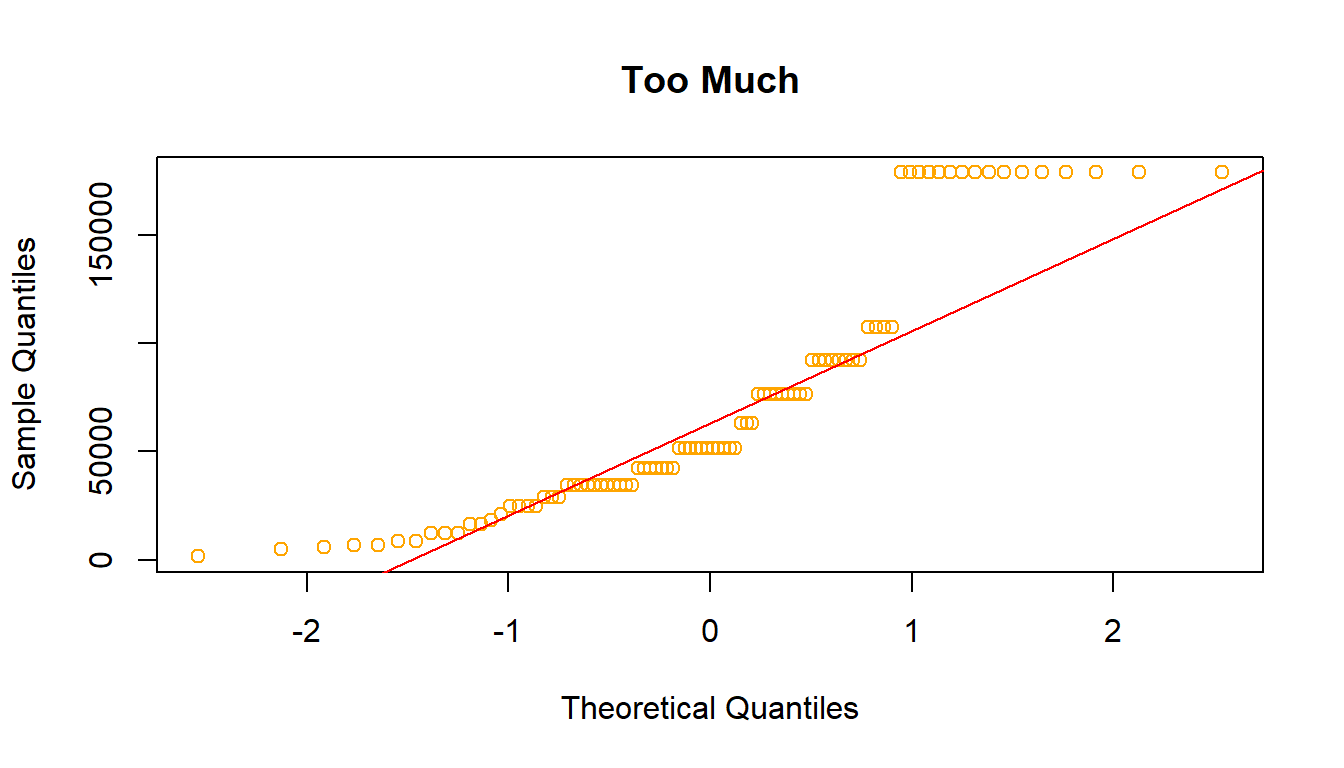 Too Much
Sample Quantiles
150000
50000
0
-2 -1 0 1 2
Theoretical Quantiles